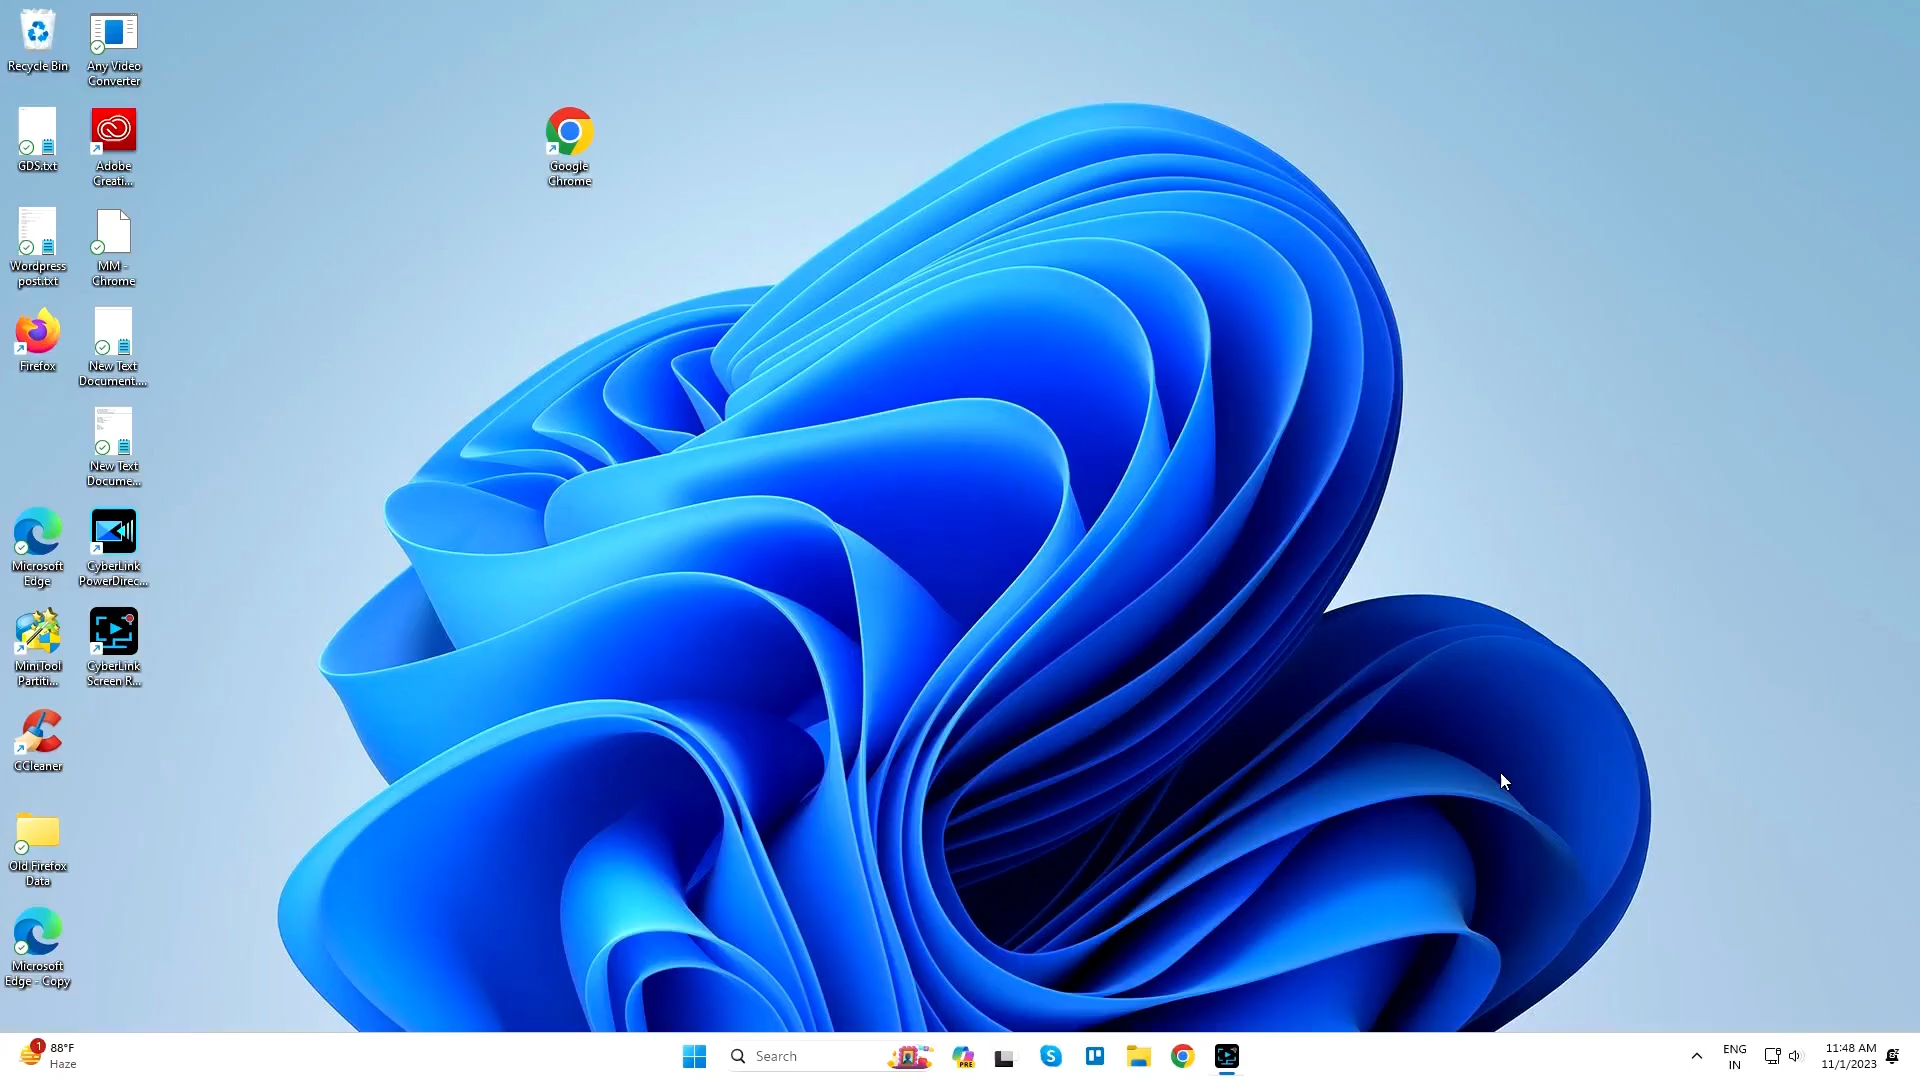 Recycle Bin
Any Video
Converter
GDS.txt
Adobe
Creati...
Google
Chrome
Wordpress
post.txt
MM -
Chrome
Firefox
New Text
Document....
New Text
Docume...
Microsoft
Edge
CyberLink
PowerDirec...
MiniTool
Partiti...
CyberLink
Screen R...
CCleaner
Old Firefox
Data
Microsoft
Edge - Copy
1
88°F
Haze
Search
PRE
ENG
IN
11:48 AM
11/1/2023